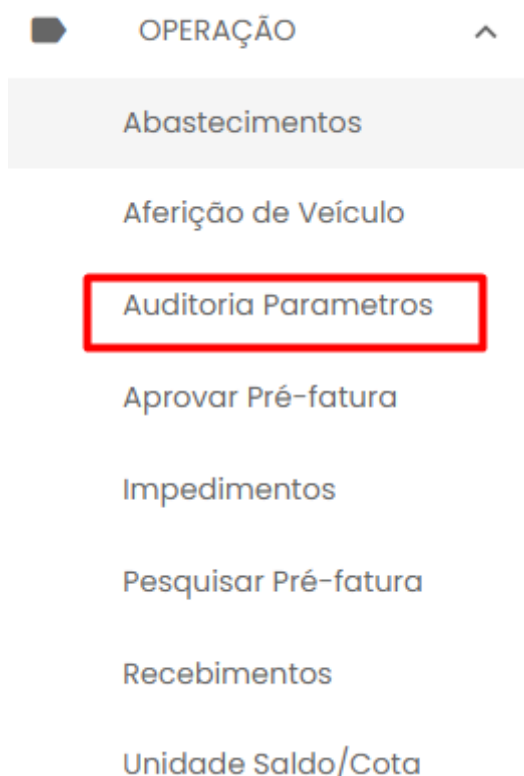 OPERAÇÃO
Abastecimentos
Aferição de Veículo
Auditoria Parametros
Aprovar Pré-fatura
Impedimentos
Pesquisar Pré-fatura
Recebimentos
Unidade Saldo/Cota